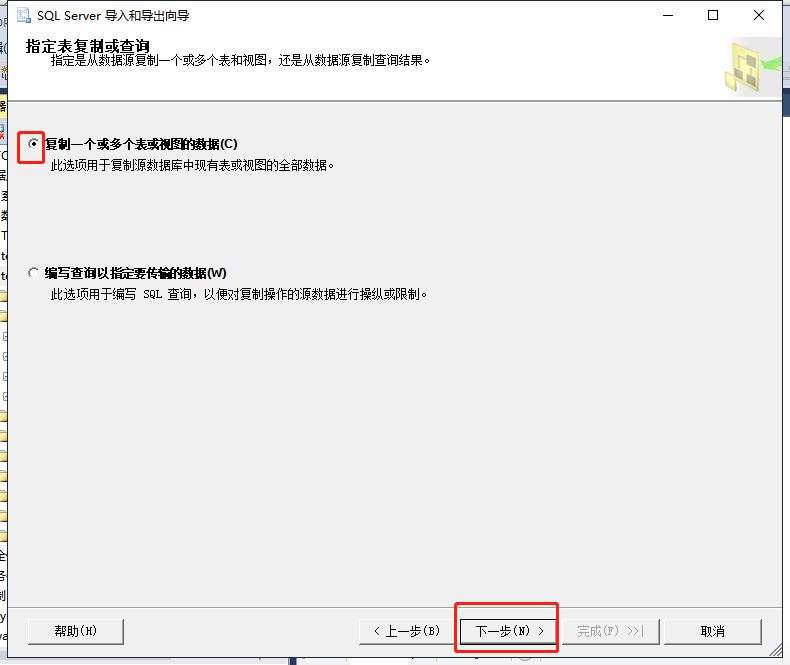 SQL Server 导入和导出向导
指定表复制或查询
指定是从数据源复制一个或多个表和视图，还是从数据源复制查询结果。
复制一个或多个表或视图的数据(C)
此选项用于复制源数据库中现有表或视图的全部数据。
编写查询以指定要传输的数据(W)
此选项用于编写 SQL 查询，以便对复制操作的源数据进行操纵或限制。
帮助(H)
< 上一步(B)
下一步(N) >
完成(F) >>|
取消